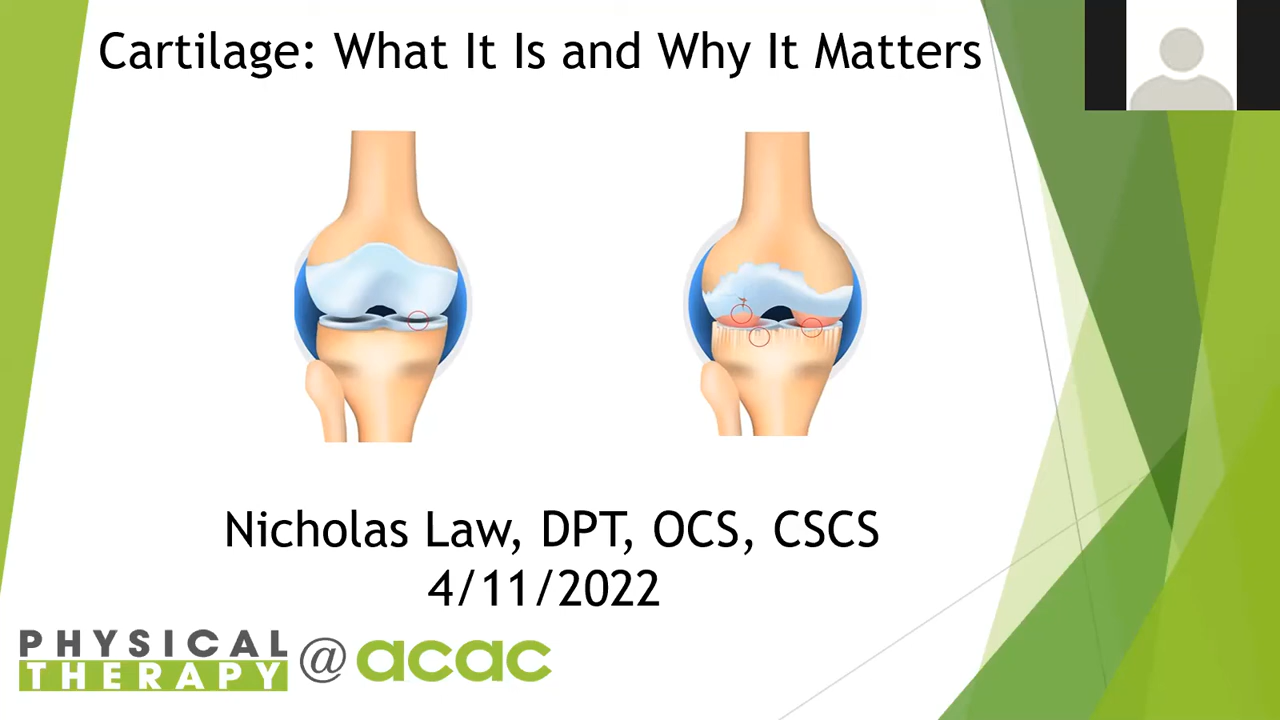 Cartilage: What It Is and Why It Matters
Nicholas Law, DPT, OCS, CSCS
4/11/2022
PHYSICAL
THERAPY
@ acac